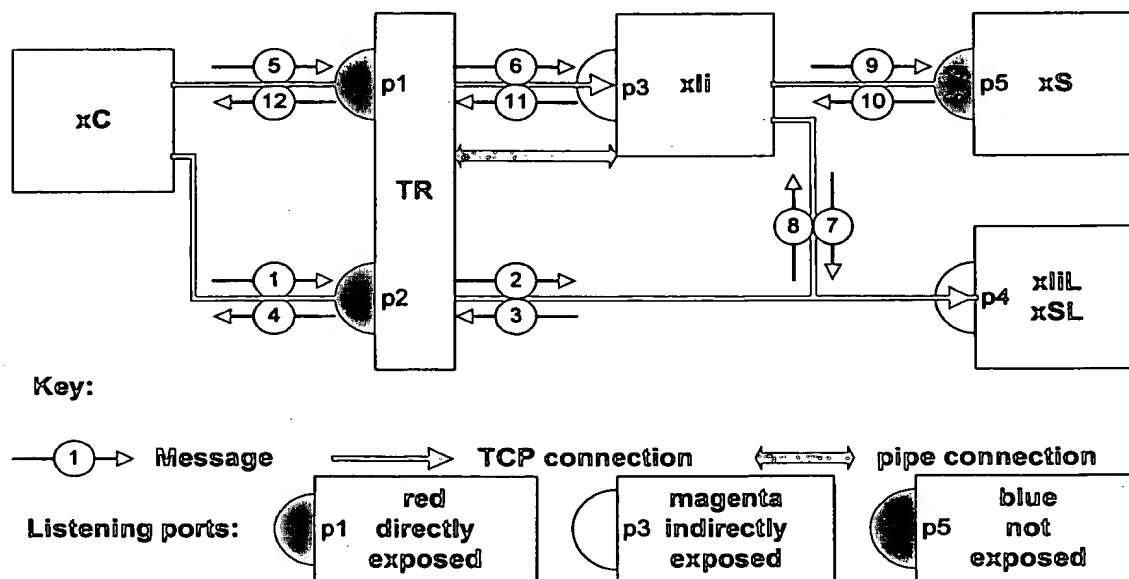 5
6
9
12
p1
11
p3
xIi
10
p5
xS
xC
TR
8
7
1
2
4
p2
3
p4
xIiL
xSL
Key:
1
Message
TCP connection
pipe connection
Listening ports:
p1
red
directly
exposed
p3
magenta
indirectly
exposed
p5
blue
not
exposed